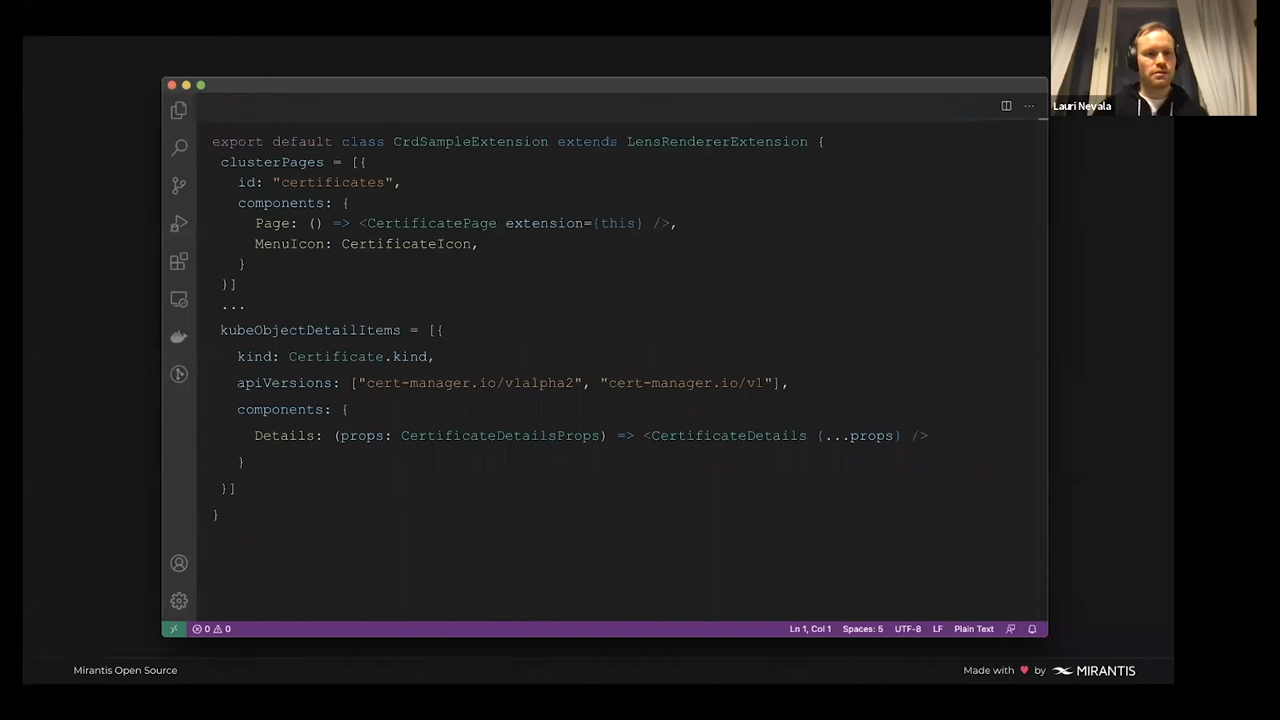 Lauri Nevala
export default class CrdSampleExtension extends LensRendererExtension {
clusterPages = [{
id: "certificates",
components: {
Page: () => <CertificatePage extension={this} />,
MenuIcon: CertificateIcon,
}
}]
...
kubeObjectDetailItems = [{
kind: Certificate.kind,
apiVersions: ["cert-manager.io/v1alpha2", "cert-manager.io/v1"],
components: {
Details: (props: CertificateDetailsProps) => <CertificateDetails {...props} />
}
}]
}
0 0 Ln 1, Col 1 Spaces: 5 UTF-8 LF Plain Text
Mirantis Open Source
Made with ♥ by MIRANTIS